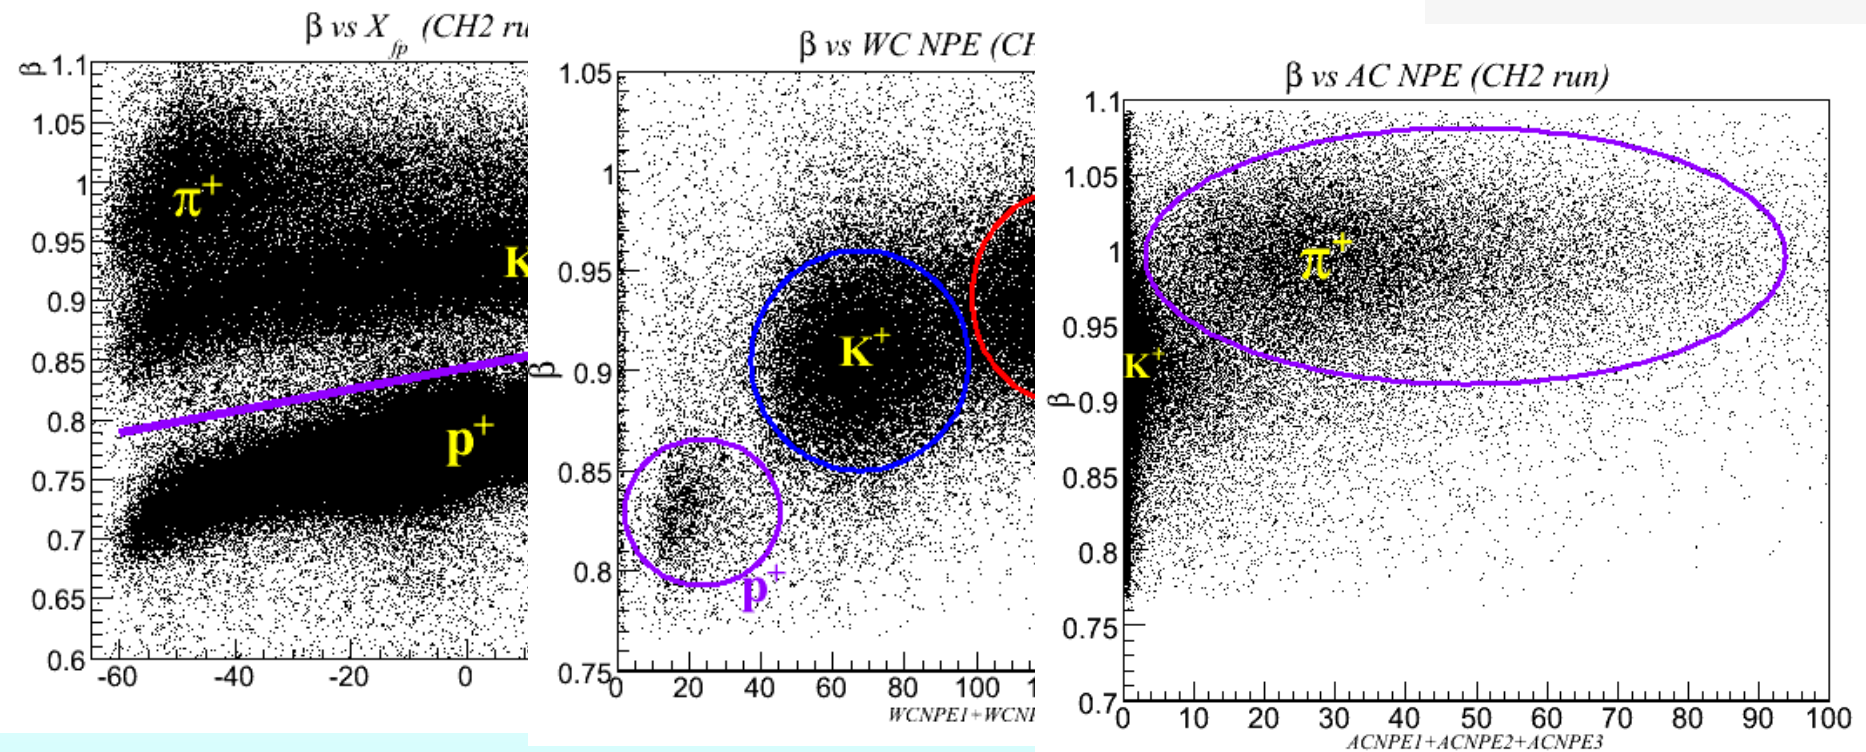 β vs X_fp (CH2 ru
β
1.1
1.05
1
0.95
0.9
0.85
0.8
0.75
0.7
0.65
0.6
π+
K
p+
-60 -40 -20 0
β vs WC NPE (CH
1.05
1
0.95
0.9
0.85
0.8
0.75
β
K+
p+
0 20 40 60 80 100 1
WCNPE1+WCN
β vs AC NPE (CH2 run)
1.1
1.05
1
0.95
0.9
0.85
0.8
0.75
0.7
β
π+
K+
0 10 20 30 40 50 60 70 80 90 100
ACNPE1+ACNPE2+ACNPE3